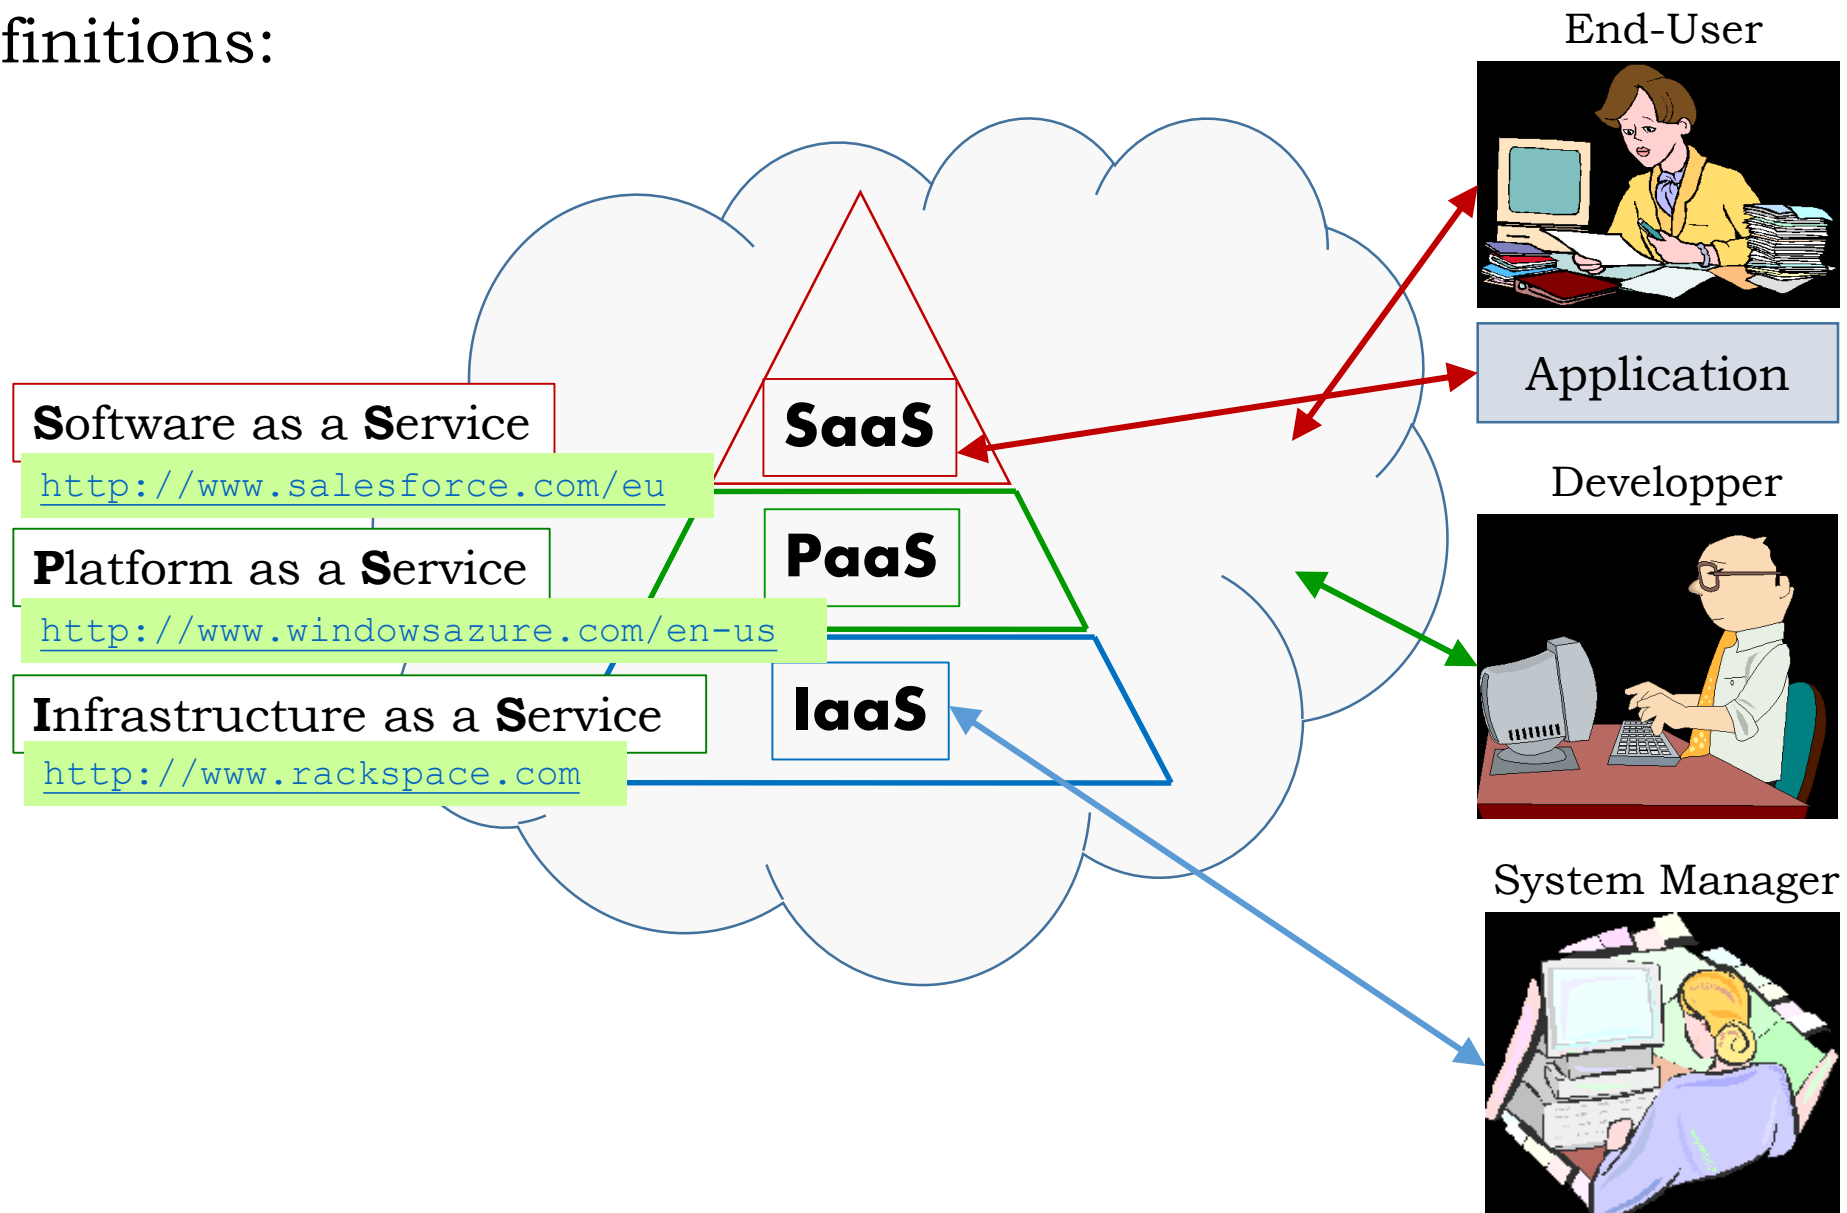 finitions:
End-User
Application
Software as a Service
SaaS
http://www.salesforce.com/eu
Developper
Platform as a Service
PaaS
http://www.windowsazure.com/en-us
Infrastructure as a Service
IaaS
http://www.rackspace.com
System Manager